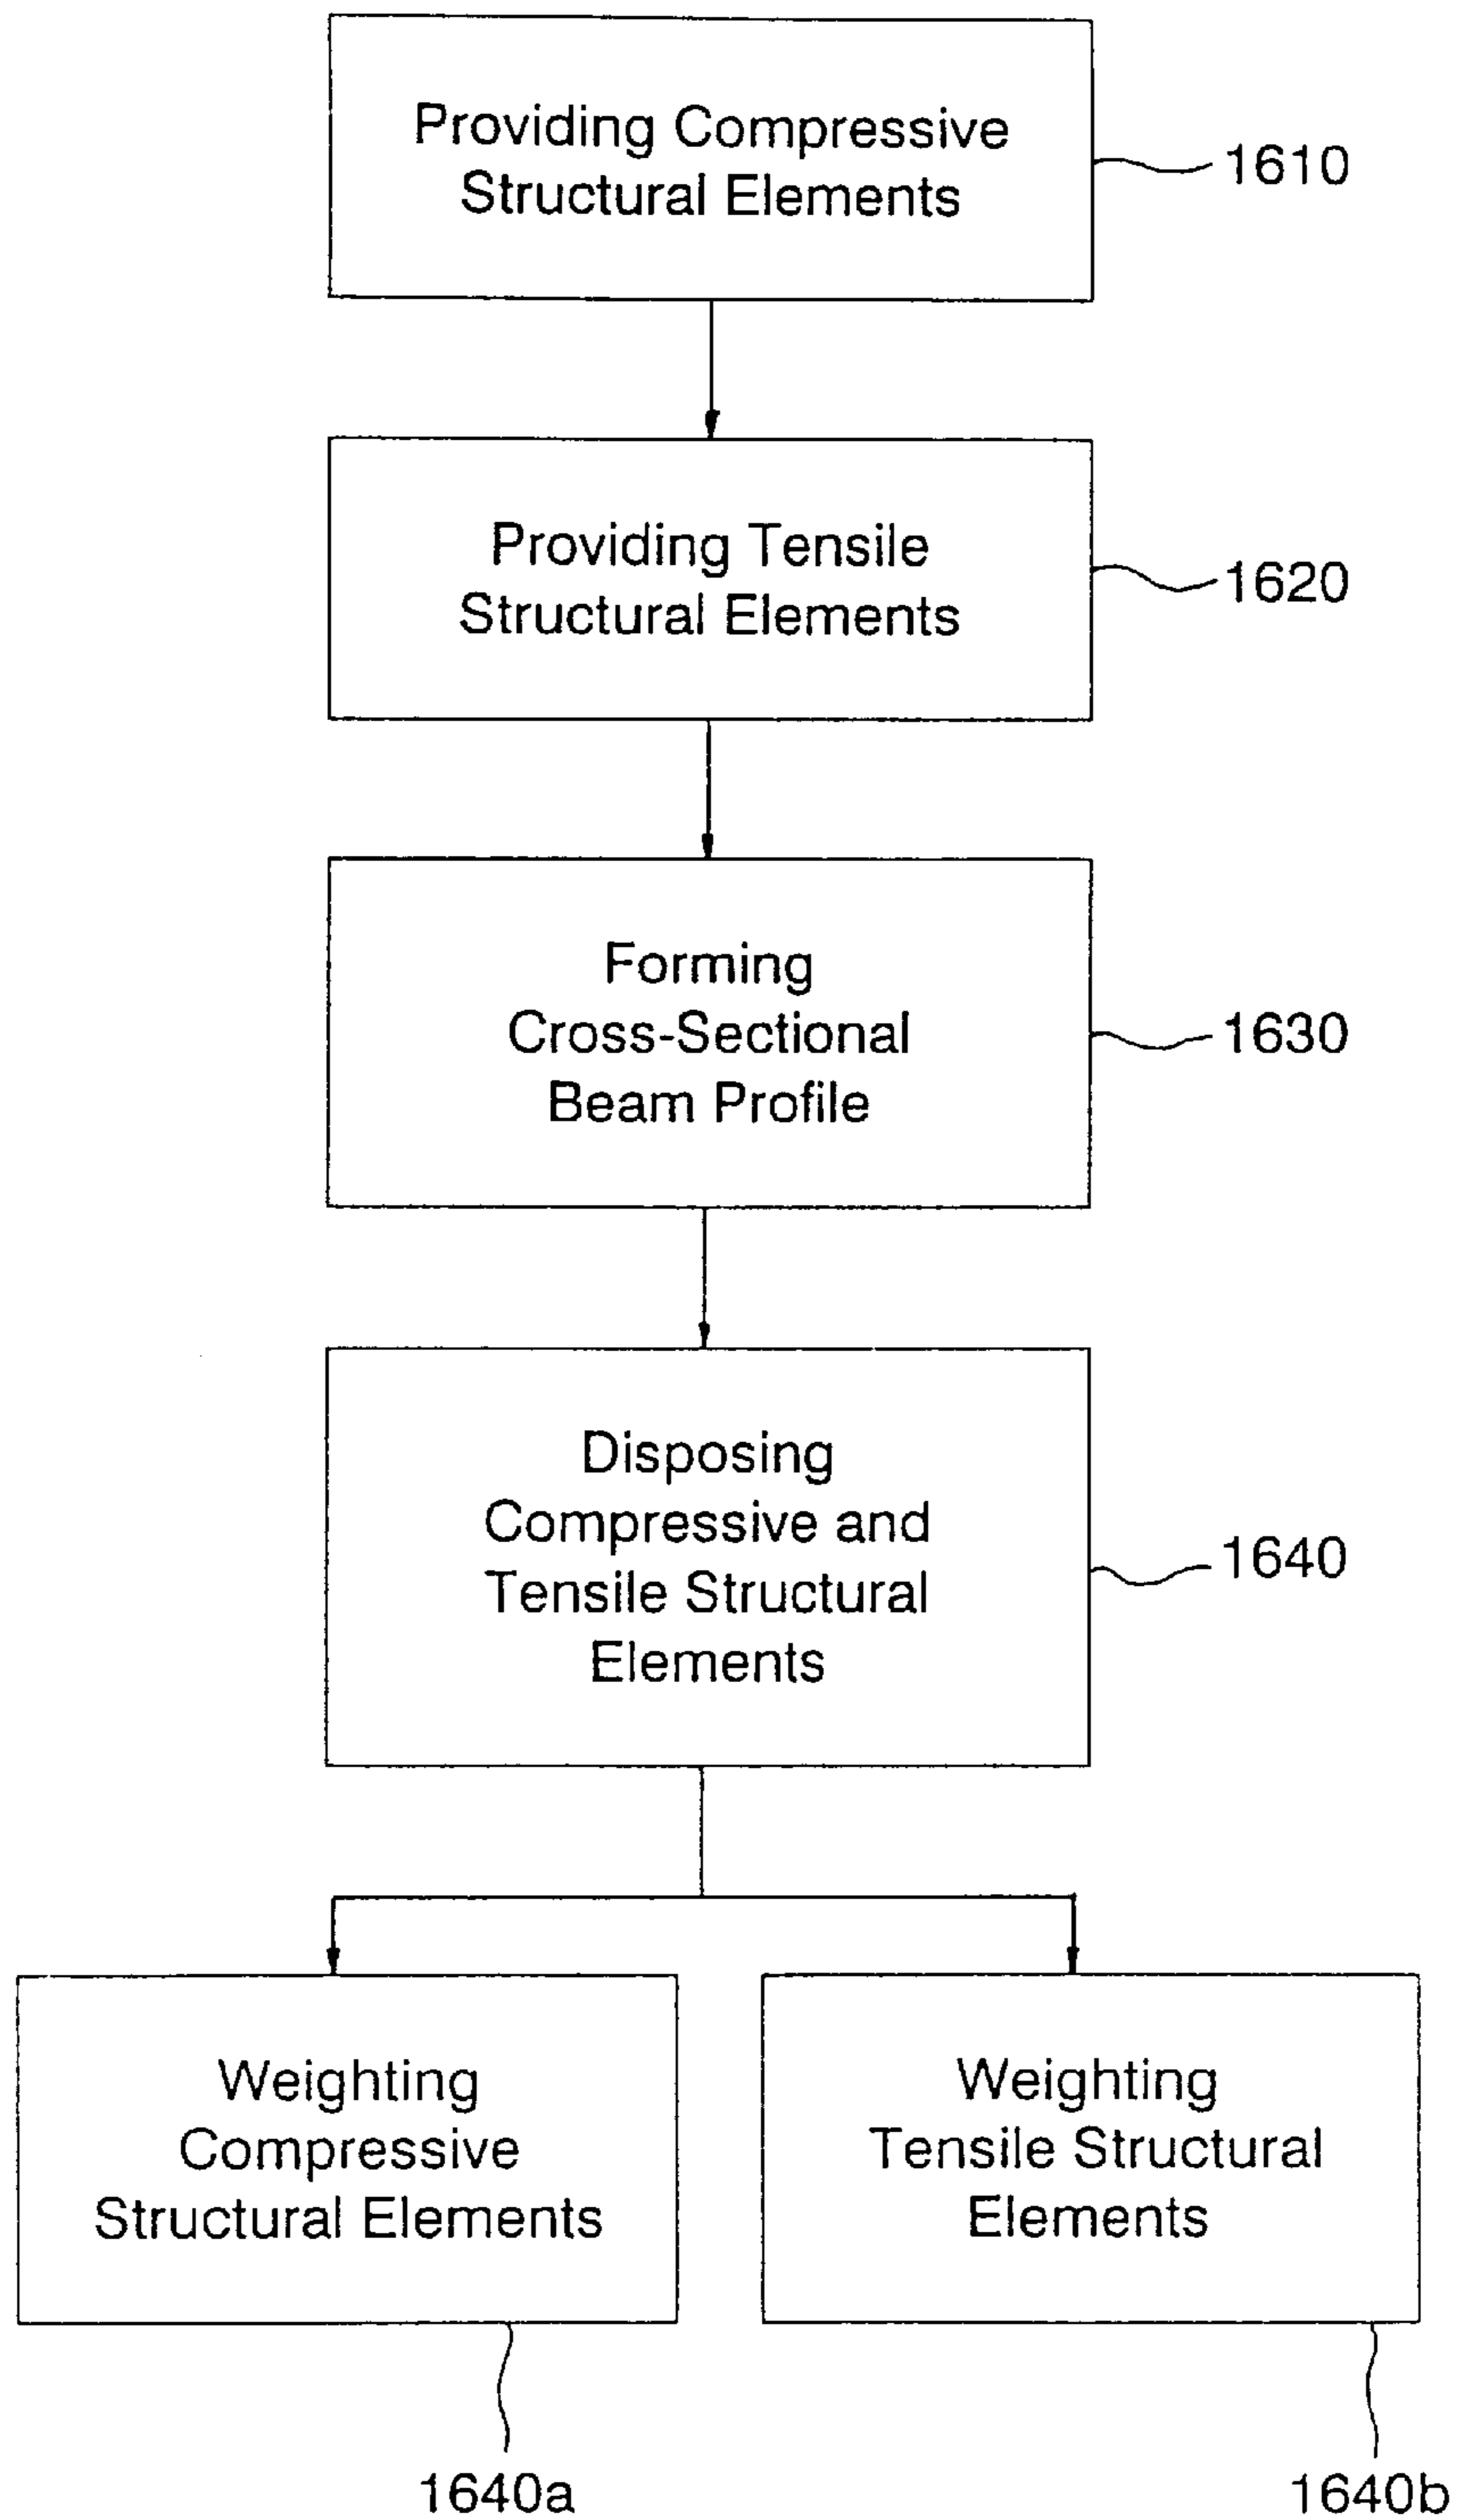 Providing Compressive
Structural Elements
1610
Providing Tensile
Structural Elements
1620
Forming
Cross-Sectional
Beam Profile
1630
Disposing
Compressive and
Tensile Structural
Elements
1640
Weighting
Compressive
Structural Elements
1640a
Weighting
Tensile Structural
Elements
1640b